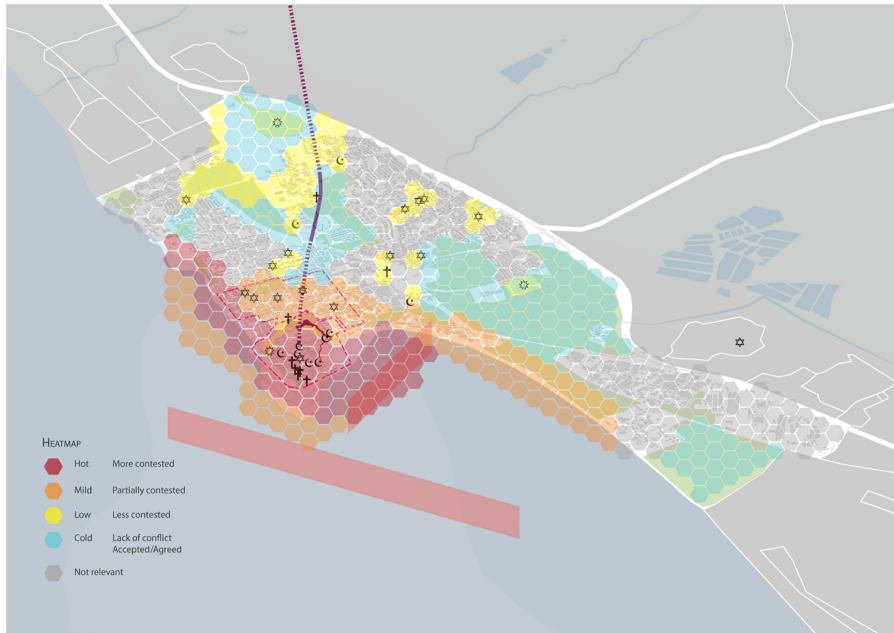 HEATMAP
Hot More contested
Mild Partially contested
Low Less contested
Cold Lack of conflict
Accepted/Agreed
Not relevant